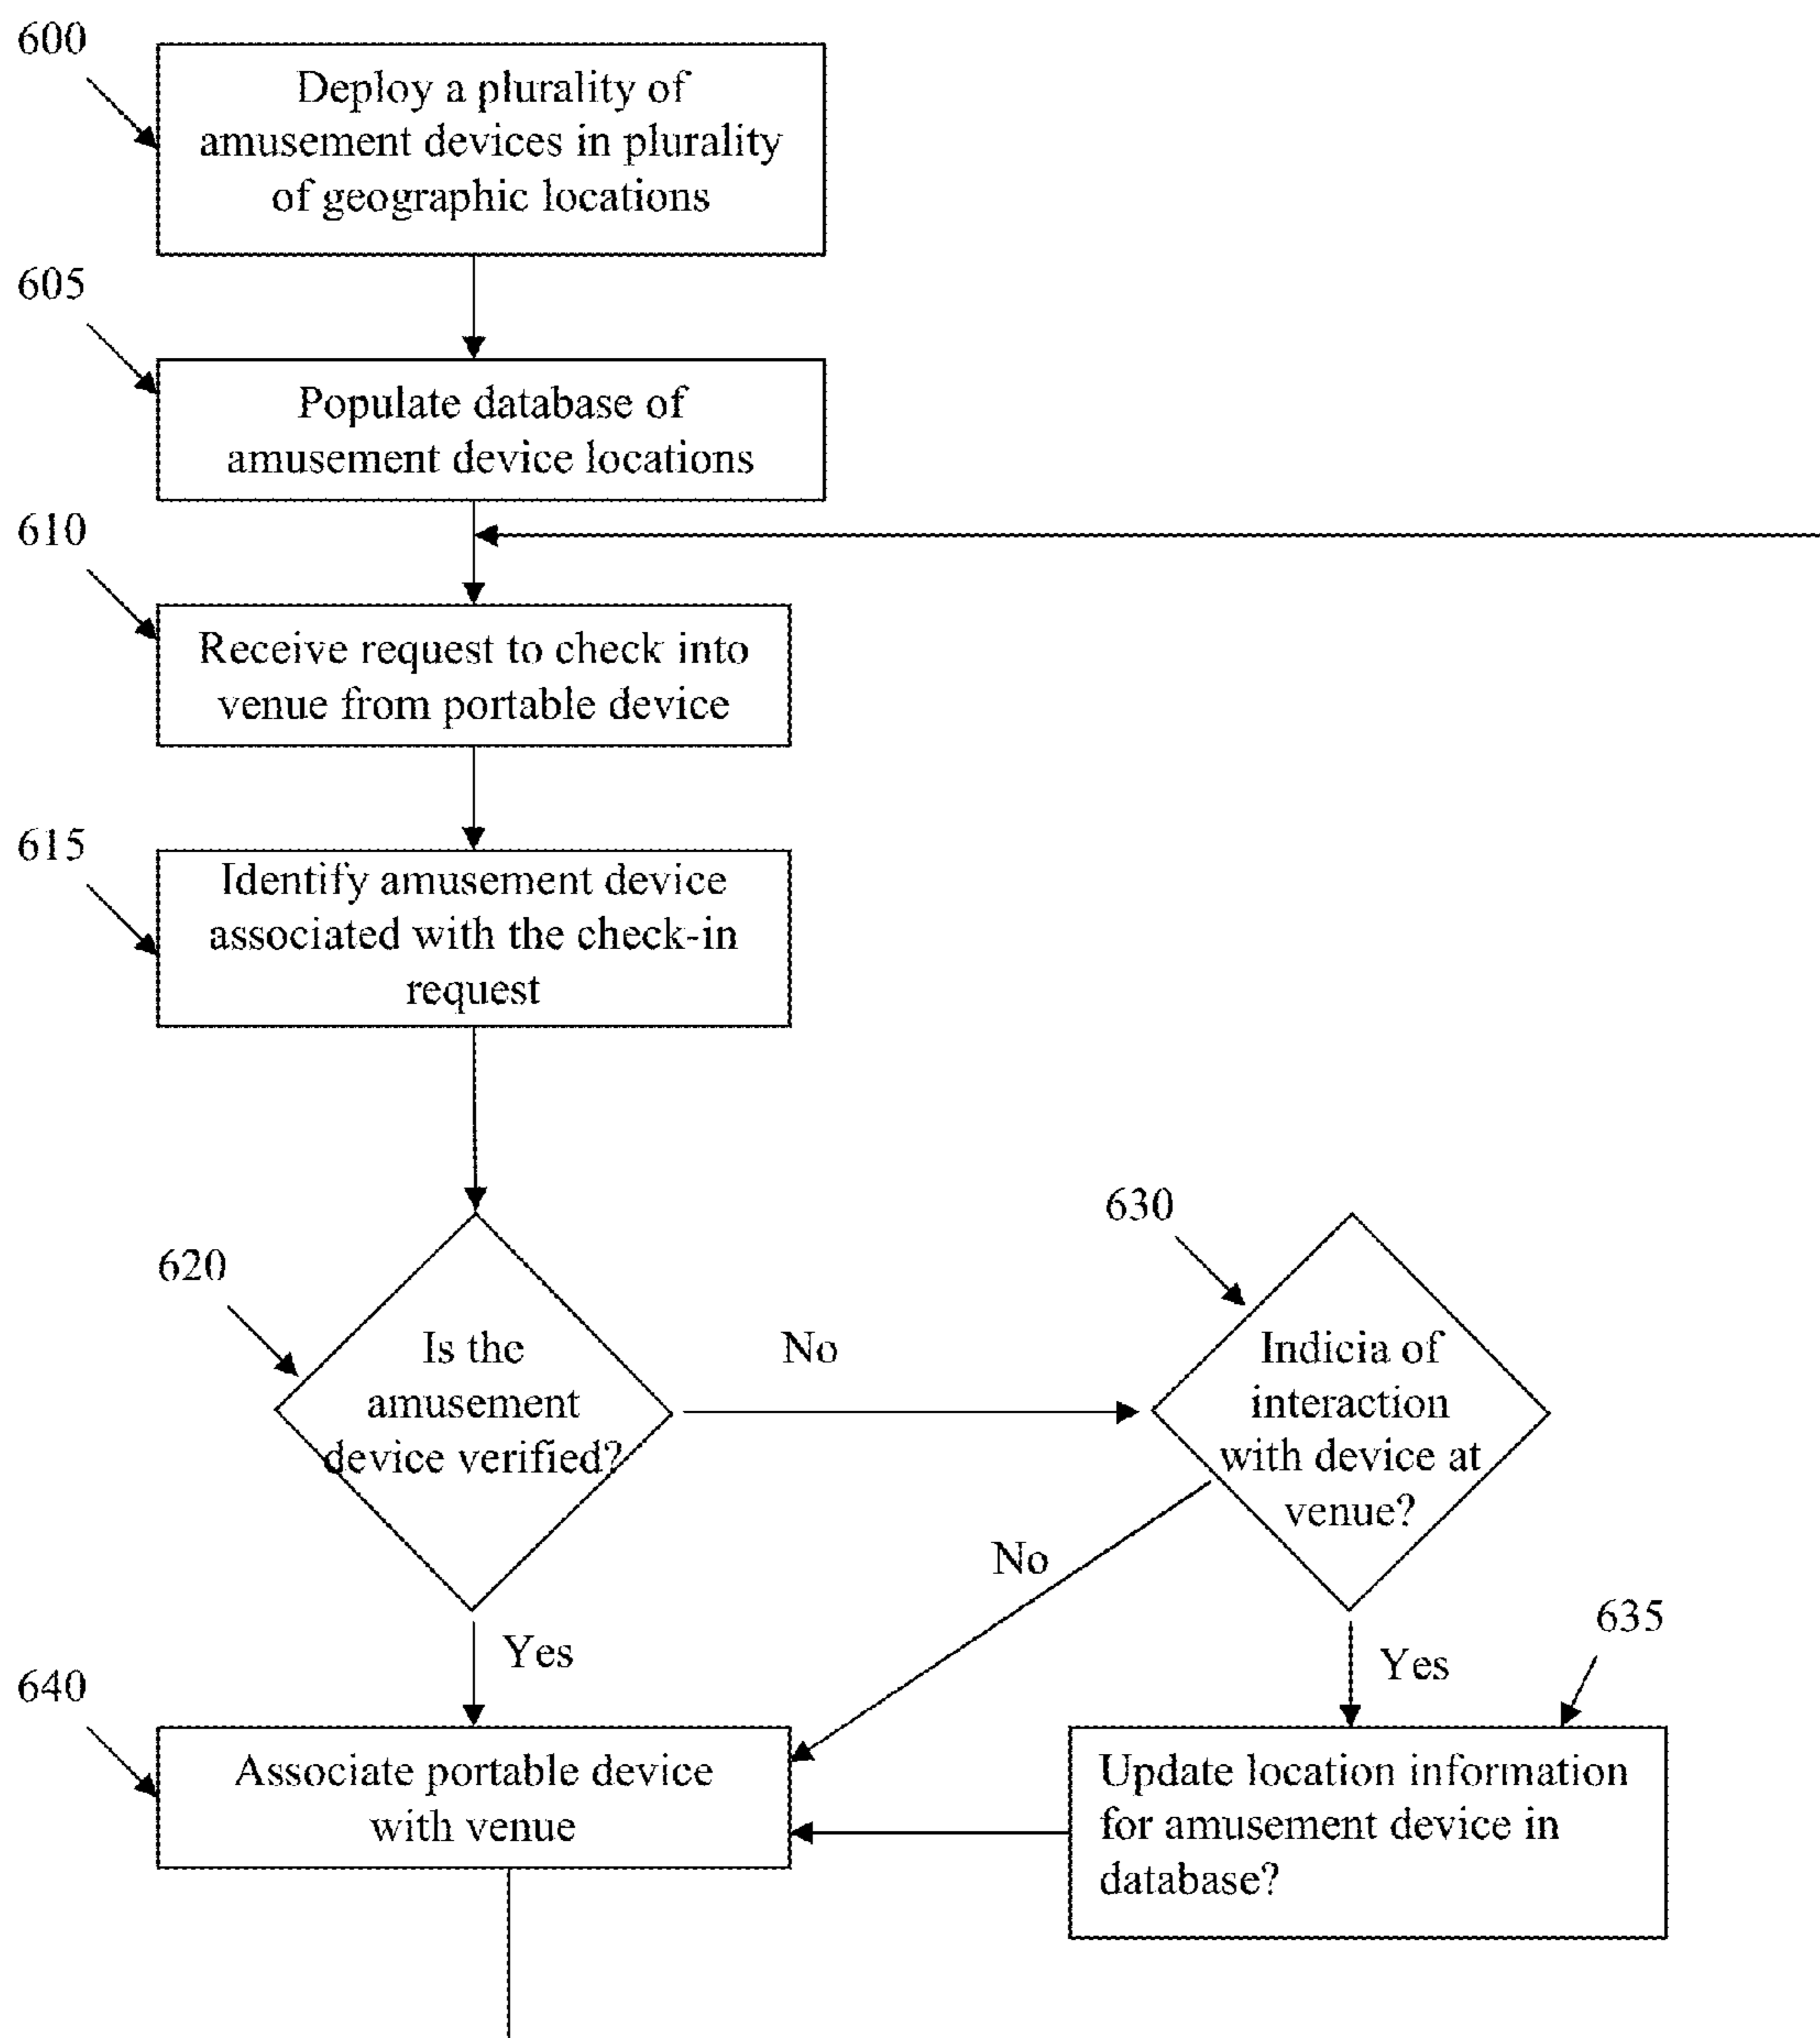 600
Deploy a plurality of
amusement devices in plurality
of geographic locations
605
Populate database of
amusement device locations
610
Receive request to check into
venue from portable device
615
Identify amusement device
associated with the check-in
request
620
Is the
amusement
device verified?
No
630
Indicia of
interaction
with device at
venue?
No
Yes
Yes
635
640
Associate portable device
with venue
Update location information
for amusement device in
database?